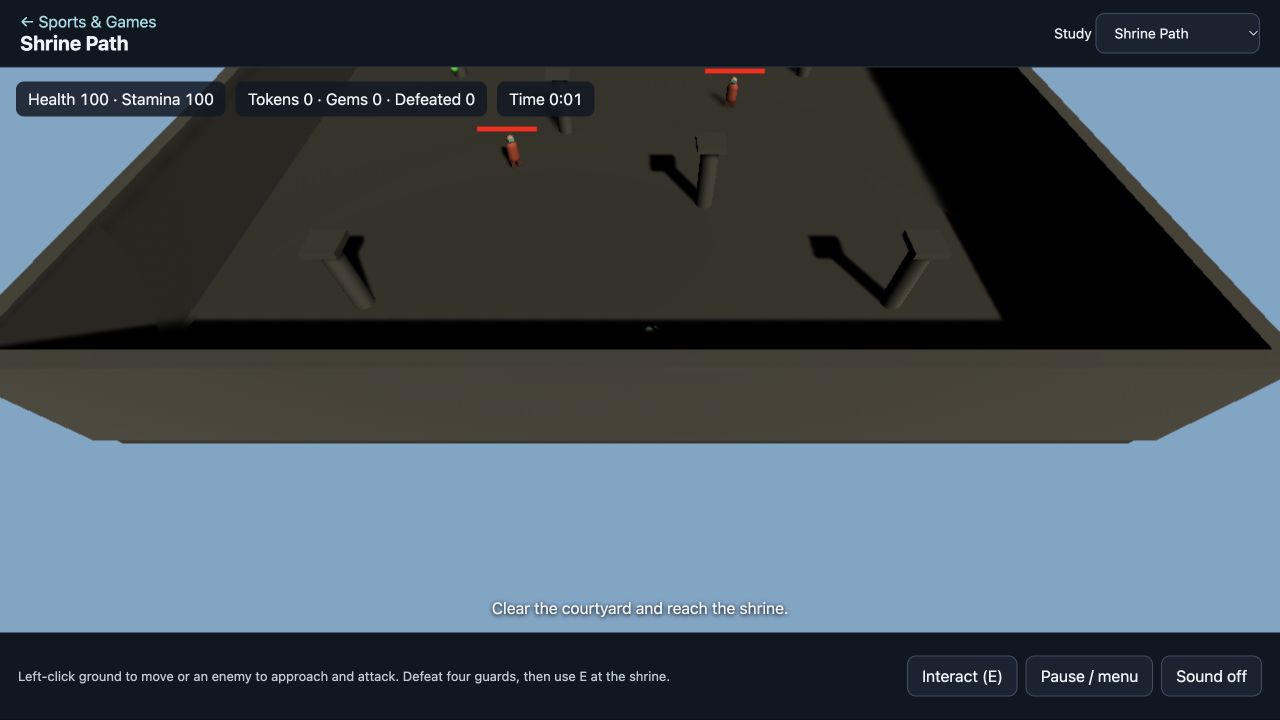 ← Sports & Games
Shrine Path
Study
Shrine Path
Health 100 · Stamina 100
Tokens 0 · Gems 0 · Defeated 0
Time 0:01
Clear the courtyard and reach the shrine.
Left-click ground to move or an enemy to approach and attack. Defeat four guards, then use E at the shrine.
Interact (E)
Pause / menu
Sound off